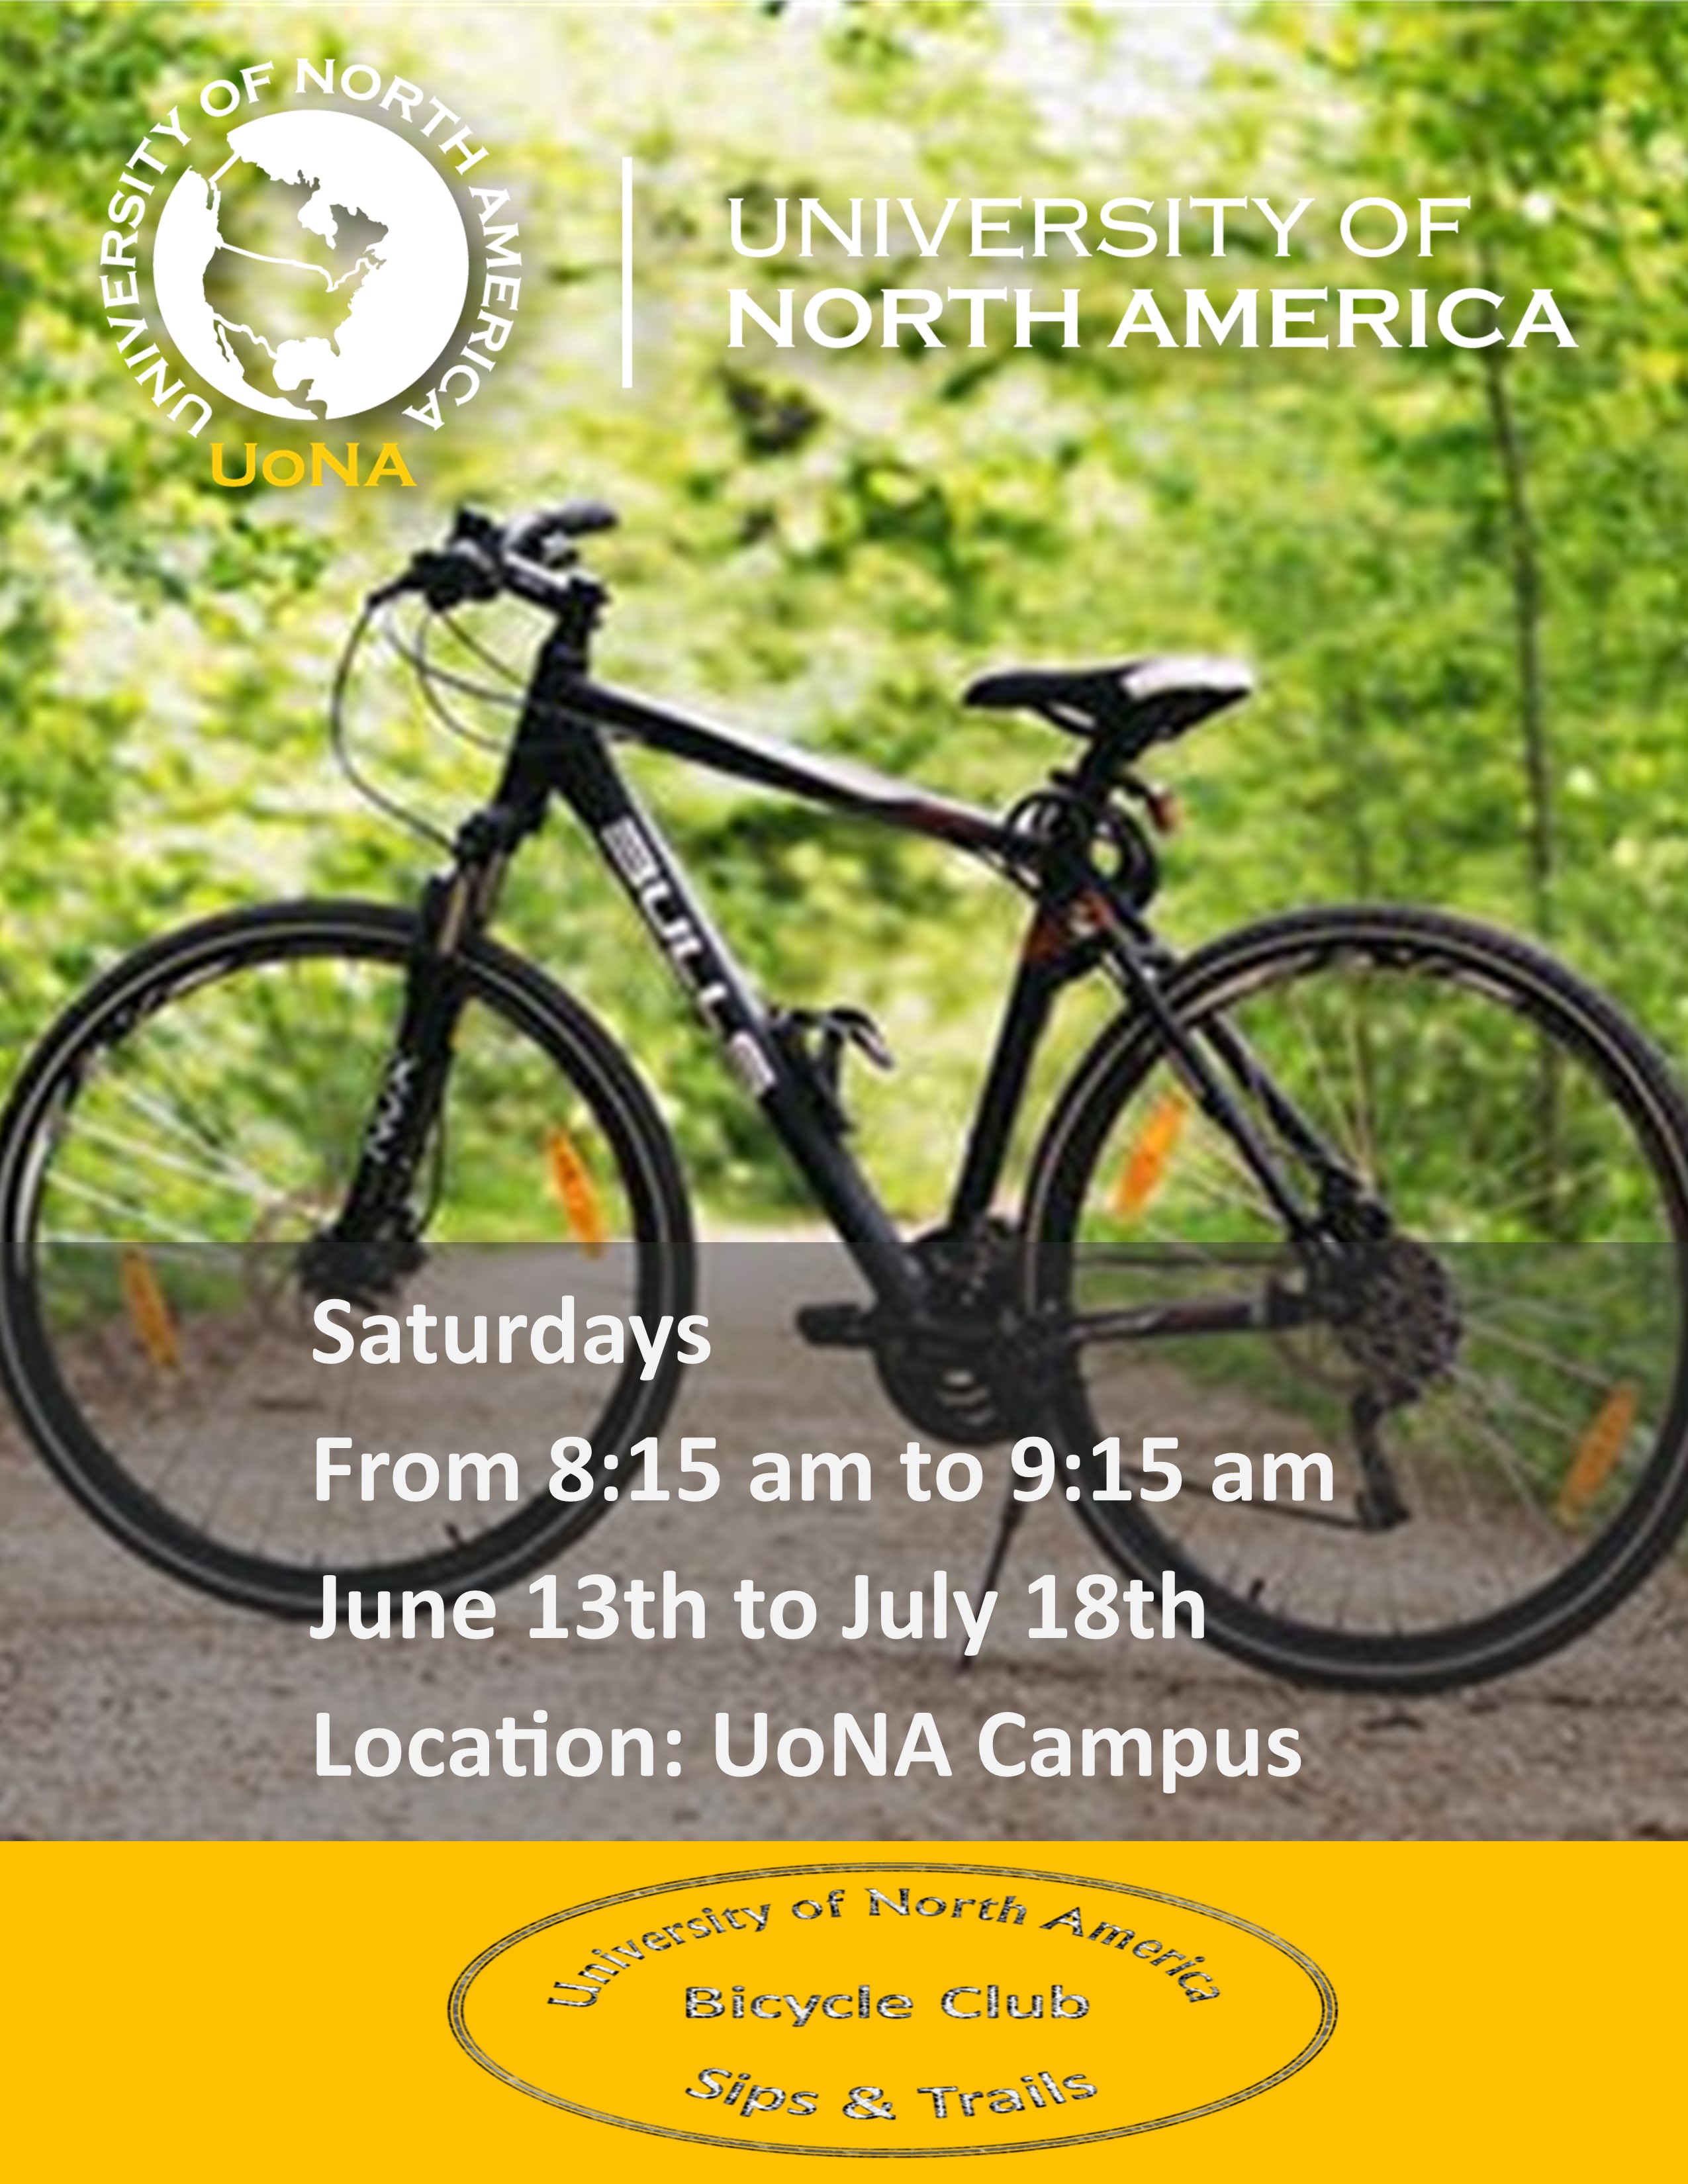 UNIVERSITY OF NORTH AMERICA
UoNA
UNIVERSITY OF
NORTH AMERICA
BULLS
Saturdays
From 8:15 am to 9:15 am
June 13th to July 18th
Location: UoNA Campus
University of North America
Bicycle Club
Sips & Trails